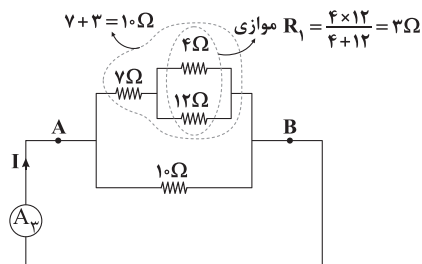 ۷+۳=۱۰Ω
موازی R۱ = ۴×۱۲ / ۴+۱۲ = ۳Ω
۴Ω
۷Ω
۱۲Ω
A
B
I
۱۰Ω
A۳